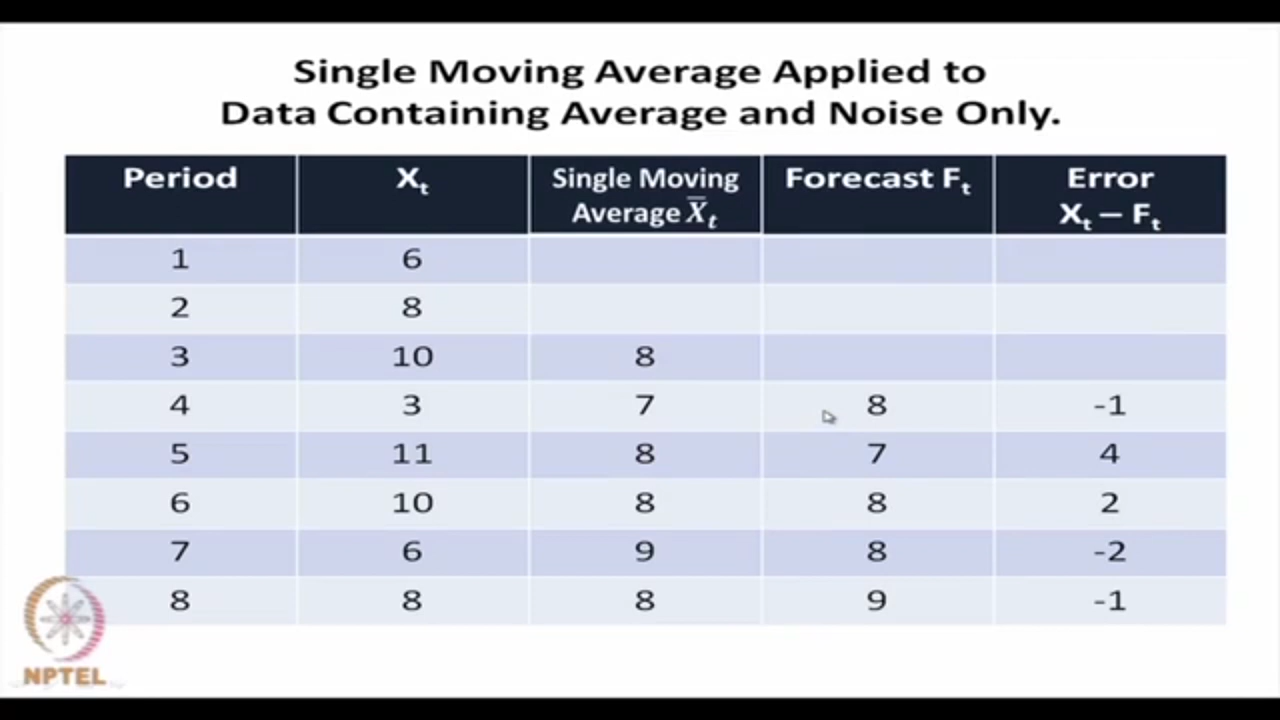 Single Moving Average Applied to
Data Containing Average and Noise Only.
Period Xt Single Moving Average X̅t Forecast Ft Error Xt – Ft
1 6
2 8
3 10 8
4 3 7 8 -1
5 11 8 7 4
6 10 8 8 2
7 6 9 8 -2
8 8 8 9 -1
NPTEL